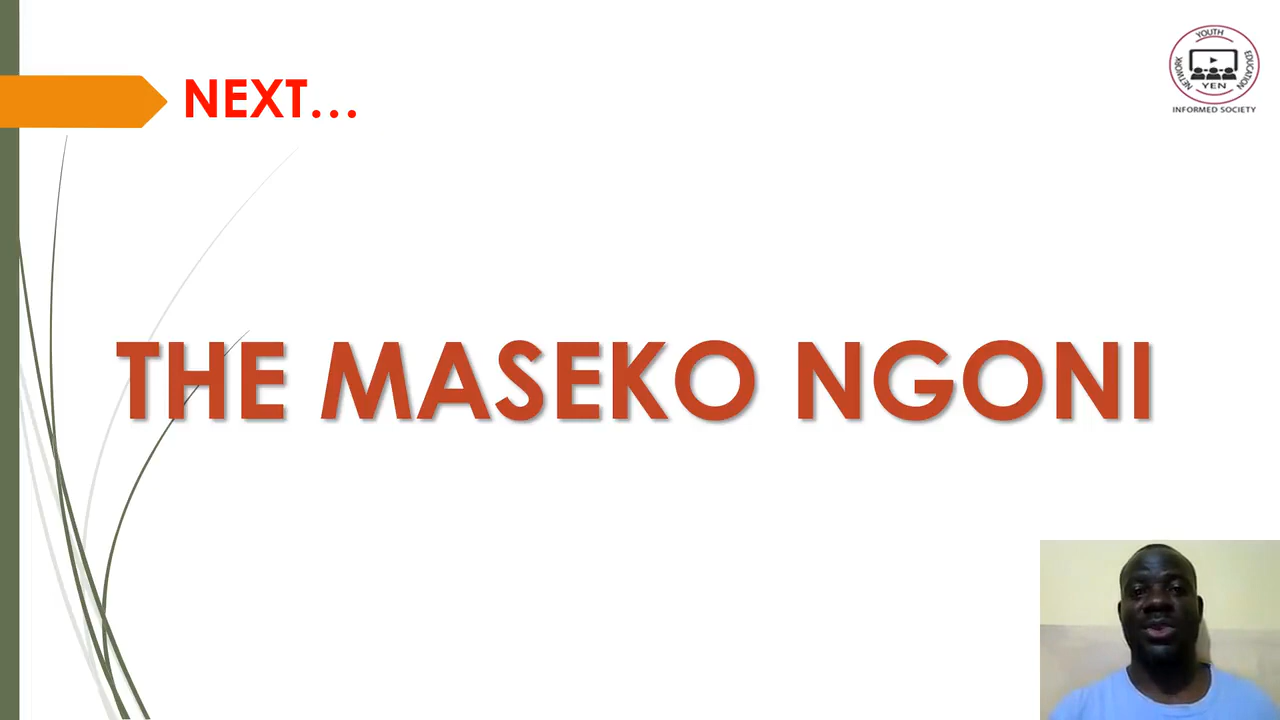 NEXT...
YOUTH
EDUCATION
NETWORK
YEN
INFORMED SOCIETY
THE MASEKO NGONI